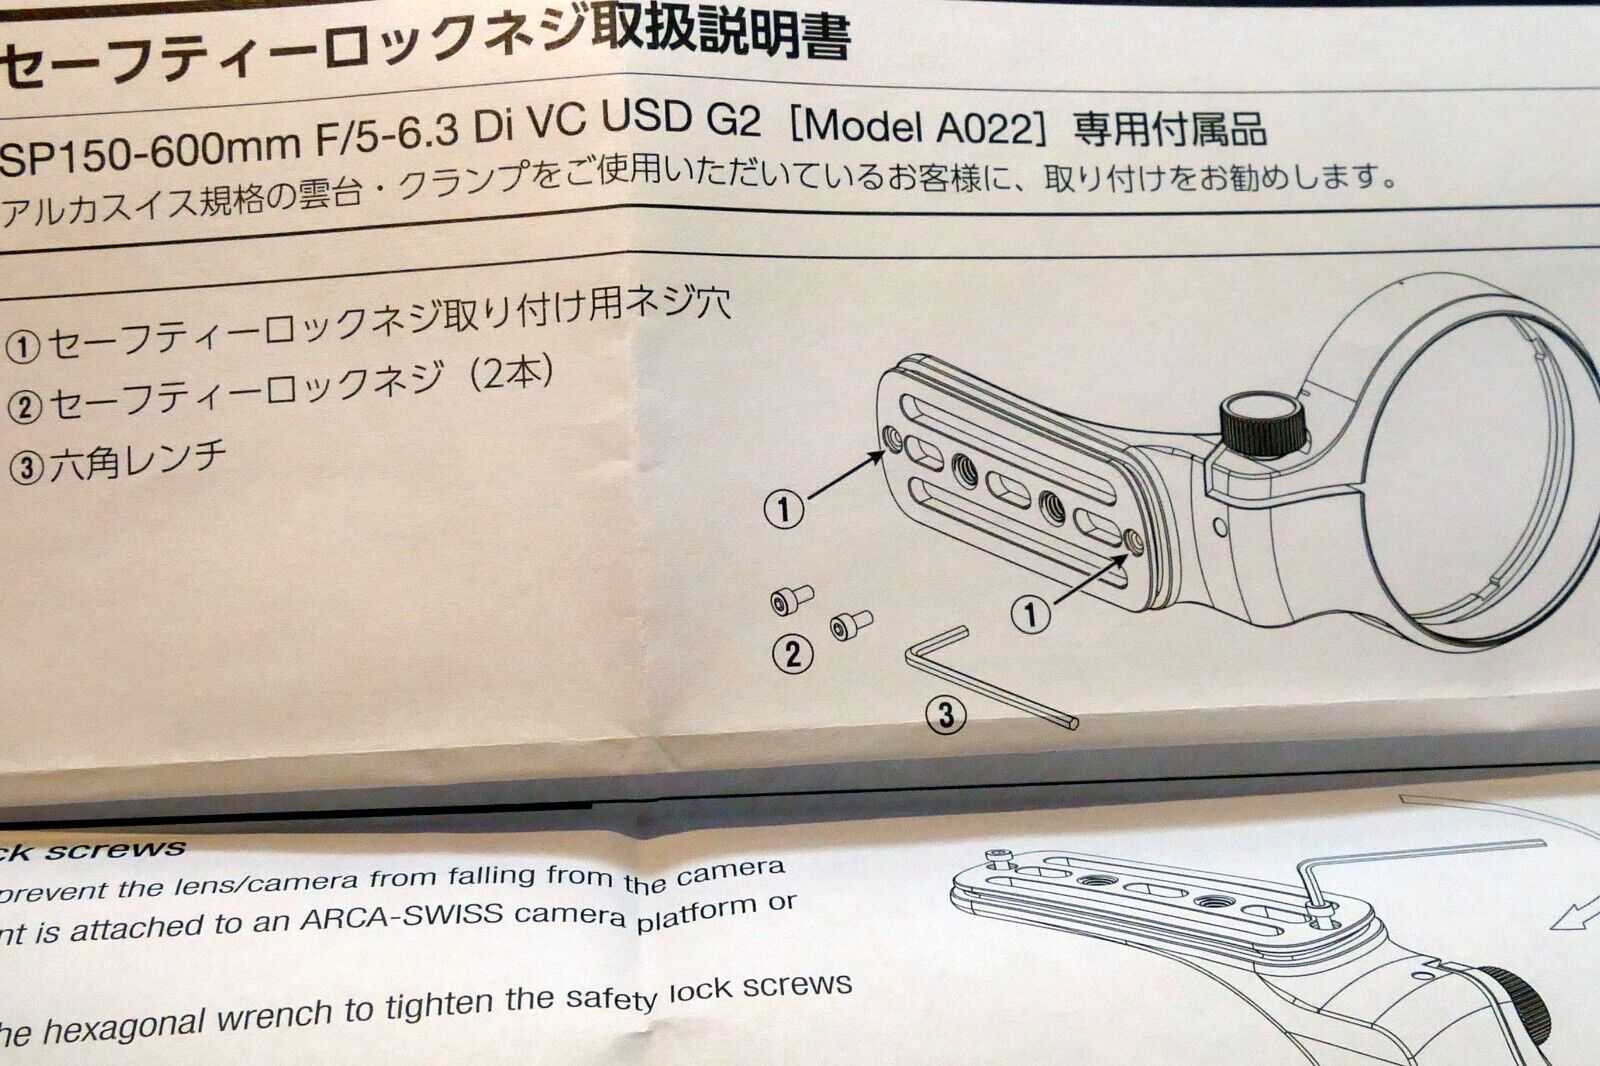 セーフティーロックネジ取扱説明書
SP150-600mm F/5-6.3 Di VC USD G2［Model A022］専用付属品
アルカスイス規格の雲台・クランプをご使用いただいているお客様に、取り付けをお勧めします。
①セーフティーロックネジ取り付け用ネジ穴
②セーフティーロックネジ（2本）
③六角レンチ
①
①
②
③
ck screws
prevent the lens/camera from falling from the camera
nt is attached to an ARCA-SWISS camera platform or
he hexagonal wrench to tighten the safety lock screws